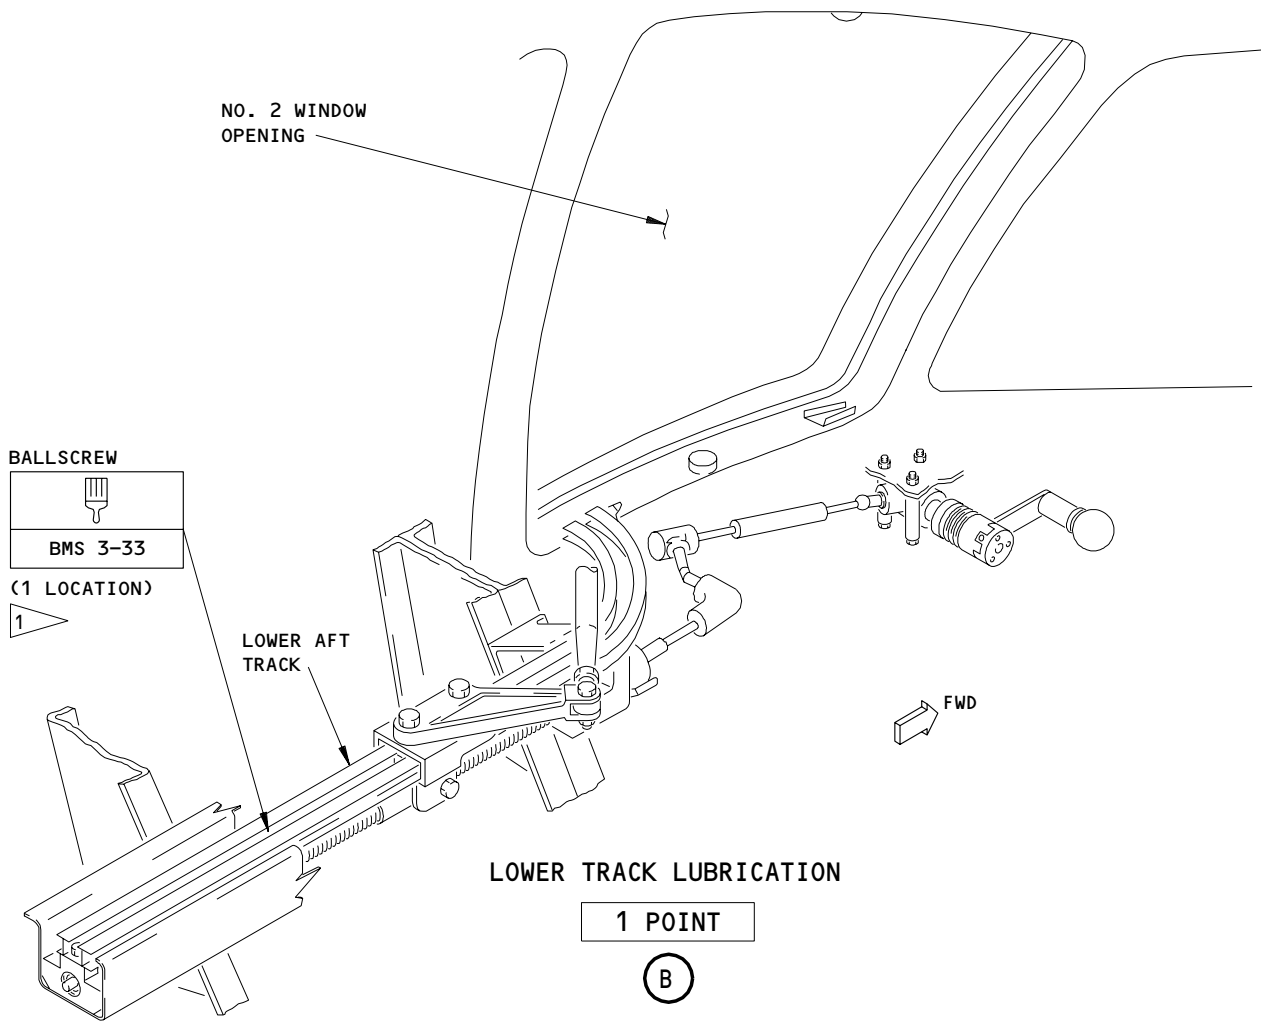 NO. 2 WINDOW
OPENING
BALLSCREW
BMS 3-33
(1 LOCATION)
1
LOWER AFT
TRACK
FWD
LOWER TRACK LUBRICATION
1 POINT
B